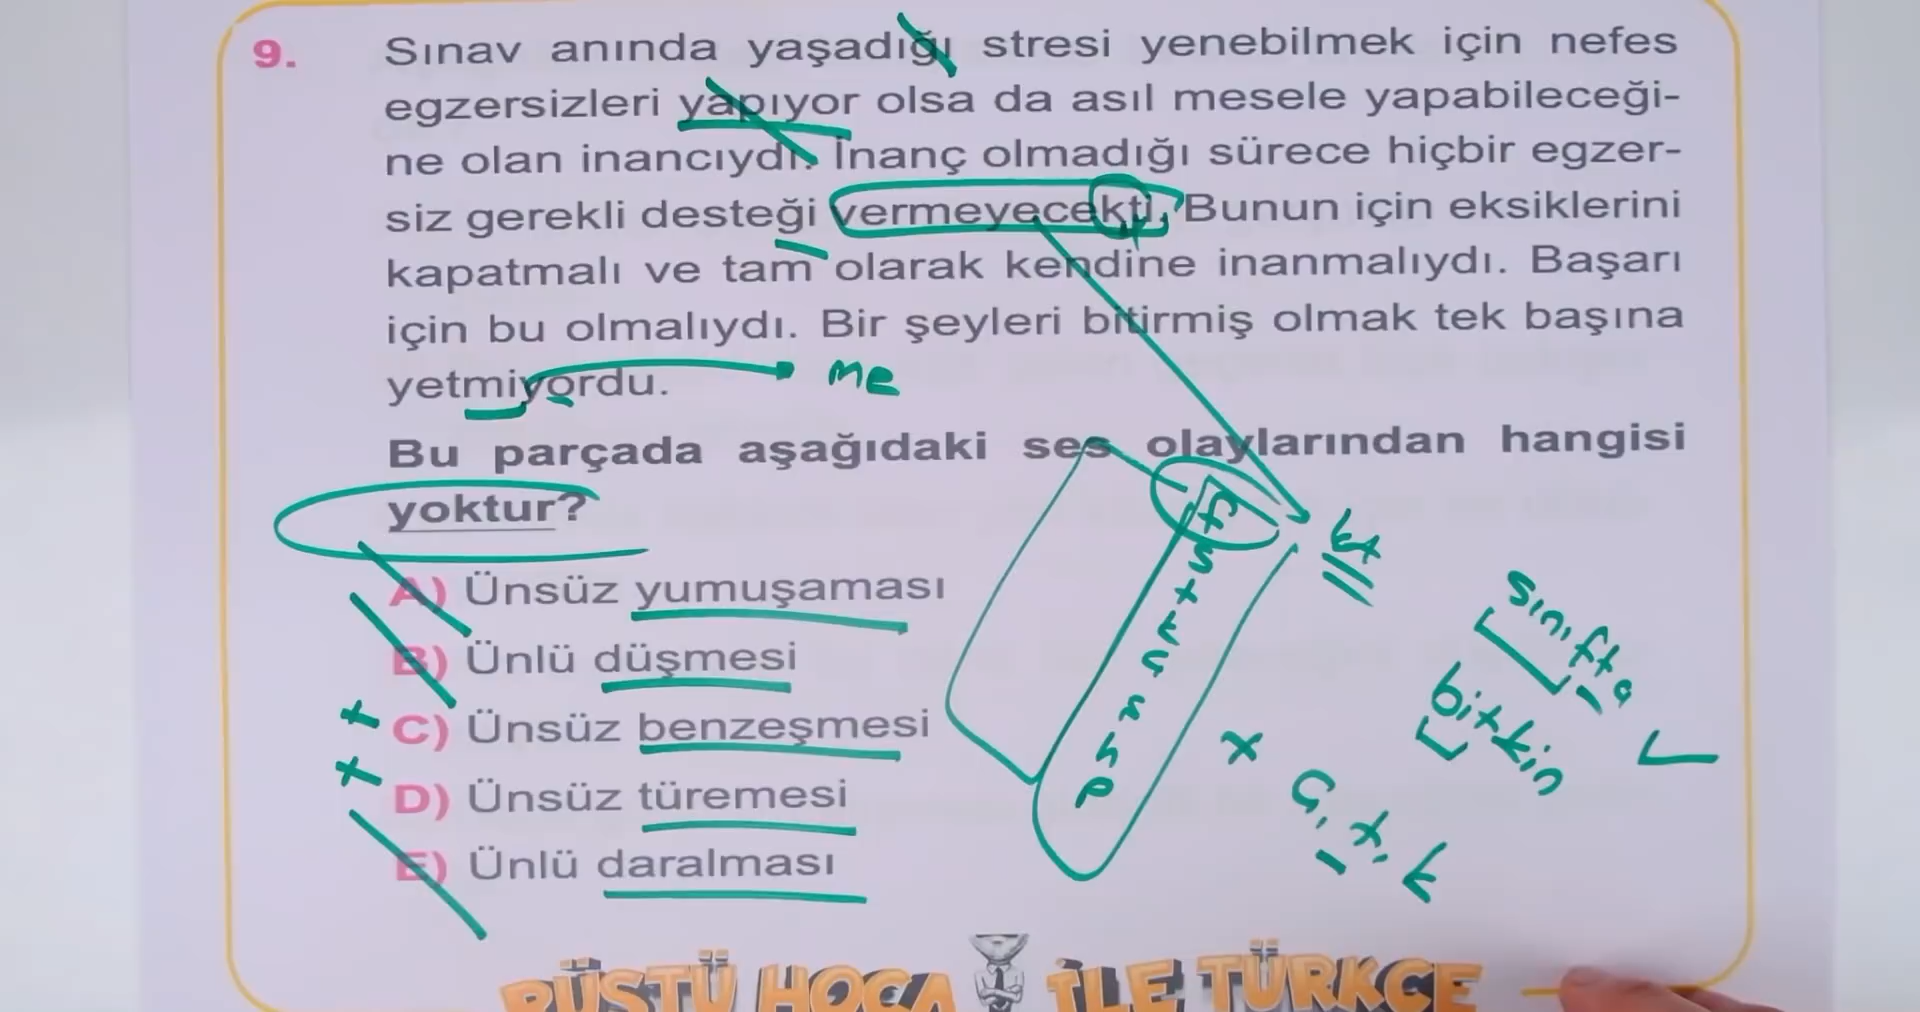 9. Sınav anında yaşadığı stresi yenebilmek için nefes
egzersizleri yapıyor olsa da asıl mesele yapabileceği-
ne olan inancıydı. İnanç olmadığı sürece hiçbir egzer-
siz gerekli desteği vermeyecekti. Bunun için eksiklerini
kapatmalı ve tam olarak kendine inanmalıydı. Başarı
için bu olmalıydı. Bir şeyleri bitirmiş olmak tek başına
yetmiyordu.
me
Bu parçada aşağıdaki ses olaylarından hangisi
yoktur?
A) Ünsüz yumuşaması
B) Ünlü düşmesi
C) Ünsüz benzeşmesi
D) Ünsüz türemesi
E) Ünlü daralması
kt
sınıfta
bitkin
RÜSTÜ HOCA İLE TÜRKÇE